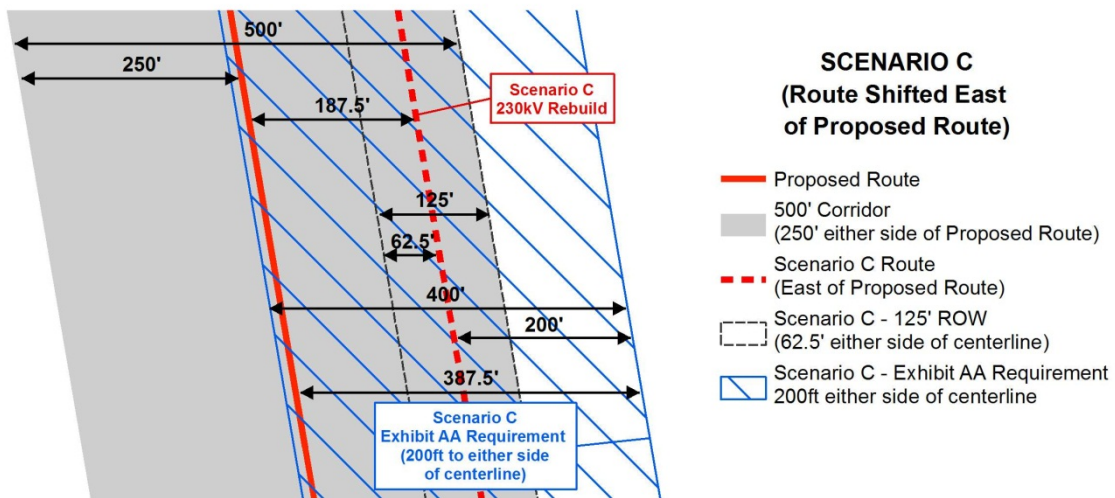 500'
250'
187.5'
Scenario C
230kV Rebuild
125'
62.5'
400'
200'
387.5'
Scenario C
Exhibit AA Requirement
(200ft to either side
of centerline)
SCENARIO C
(Route Shifted East
of Proposed Route)
Proposed Route
500' Corridor
(250' either side of Proposed Route)
Scenario C Route
(East of Proposed Route)
Scenario C - 125' ROW
(62.5' either side of centerline)
Scenario C - Exhibit AA Requirement
200ft either side of centerline